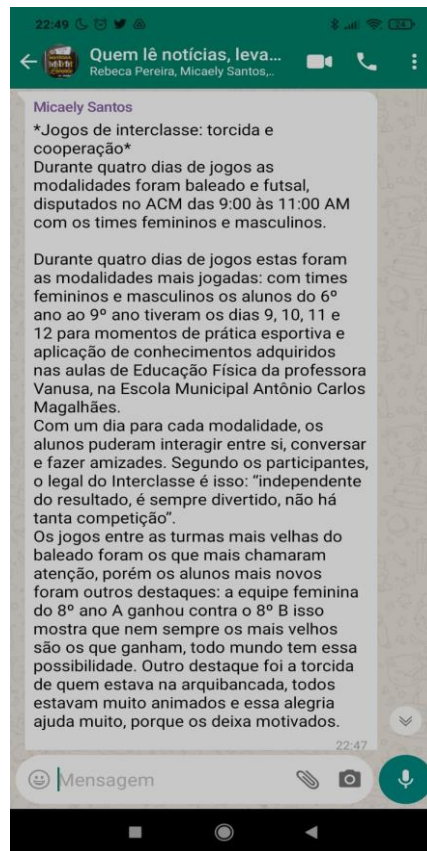 22:49
24
Quem lê notícias, leva...
Rebeca Pereira, Micaely Santos,..
Micaely Santos
*Jogos de interclasse: torcida e
cooperação*
Durante quatro dias de jogos as
modalidades foram baleado e futsal,
disputados no ACM das 9:00 às 11:00 AM
com os times femininos e masculinos.
Durante quatro dias de jogos estas foram
as modalidades mais jogadas: com times
femininos e masculinos os alunos do 6º
ano ao 9º ano tiveram os dias 9, 10, 11 e
12 para momentos de prática esportiva e
aplicação de conhecimentos adquiridos
nas aulas de Educação Física da professora
Vanusa, na Escola Municipal Antônio Carlos
Magalhães.
Com um dia para cada modalidade, os
alunos puderam interagir entre si, conversar
e fazer amizades. Segundo os participantes,
o legal do Interclasse é isso: “independente
do resultado, é sempre divertido, não há
tanta competição”.
Os jogos entre as turmas mais velhas do
baleado foram os que mais chamaram
atenção, porém os alunos mais novos
foram outros destaques: a equipe feminina
do 8º ano A ganhou contra o 8º B isso
mostra que nem sempre os mais velhos
são os que ganham, todo mundo tem essa
possibilidade. Outro destaque foi a torcida
de quem estava na arquibancada, todos
estavam muito animados e essa alegria
ajuda muito, porque os deixa motivados.
22:47
Mensagem